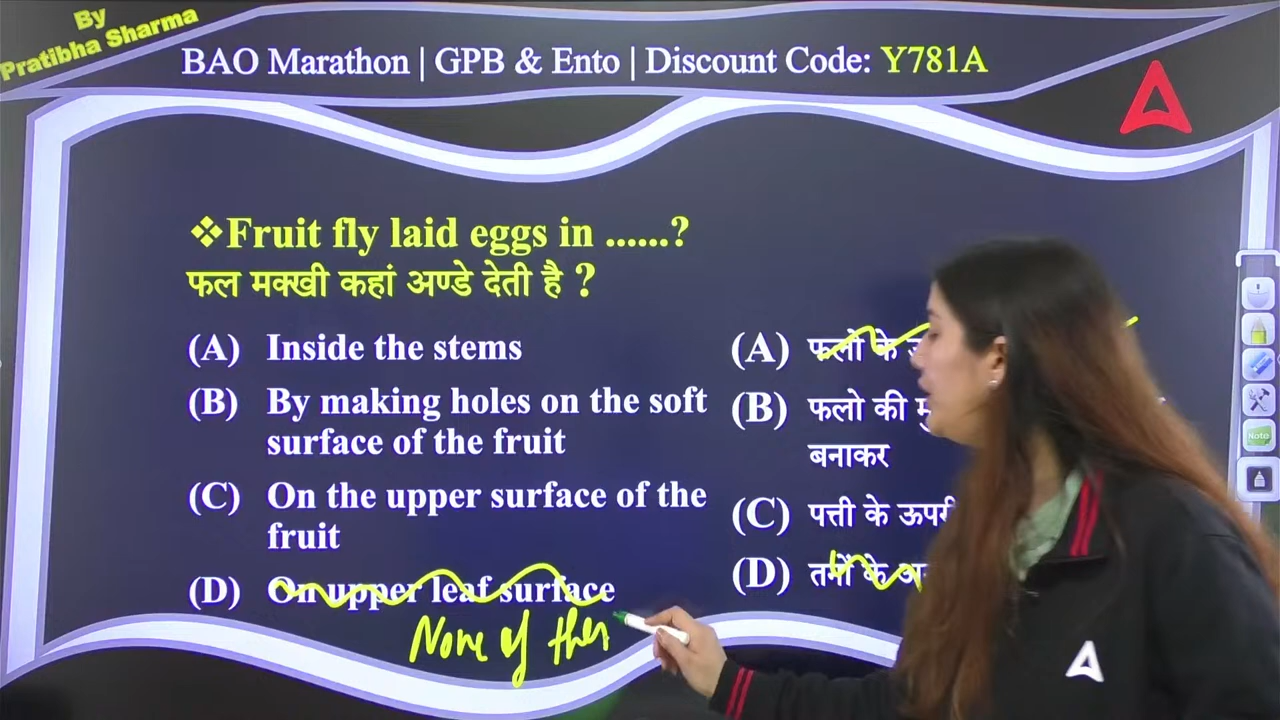 By
Pratibha Sharma
BAO Marathon | GPB & Ento | Discount Code: Y781A
❖Fruit fly laid eggs in ......?
फल मक्खी कहां अण्डे देती है ?
(A) Inside the stems
(B) By making holes on the soft
surface of the fruit
(C) On the upper surface of the
fruit
(D) On upper leaf surface
None of
(A) फलों के
(B) फलो की
बनाकर
(C) पत्ती के
(D) तनों के
Note